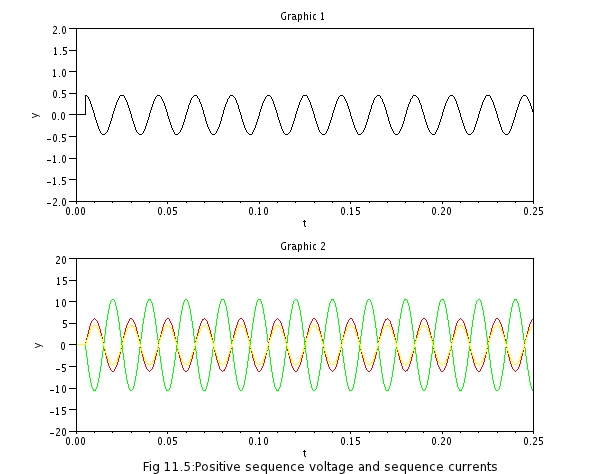 Graphic 1
2.0
1.5
1.0
0.5
0.0
-0.5
-1.0
-1.5
-2.0
y
0.00 0.05 0.10 0.15 0.20 0.25
t
Graphic 2
20
15
10
5
0
-5
-10
-15
-20
y
0.00 0.05 0.10 0.15 0.20 0.25
t
Fig 11.5:Positive sequence voltage and sequence currents